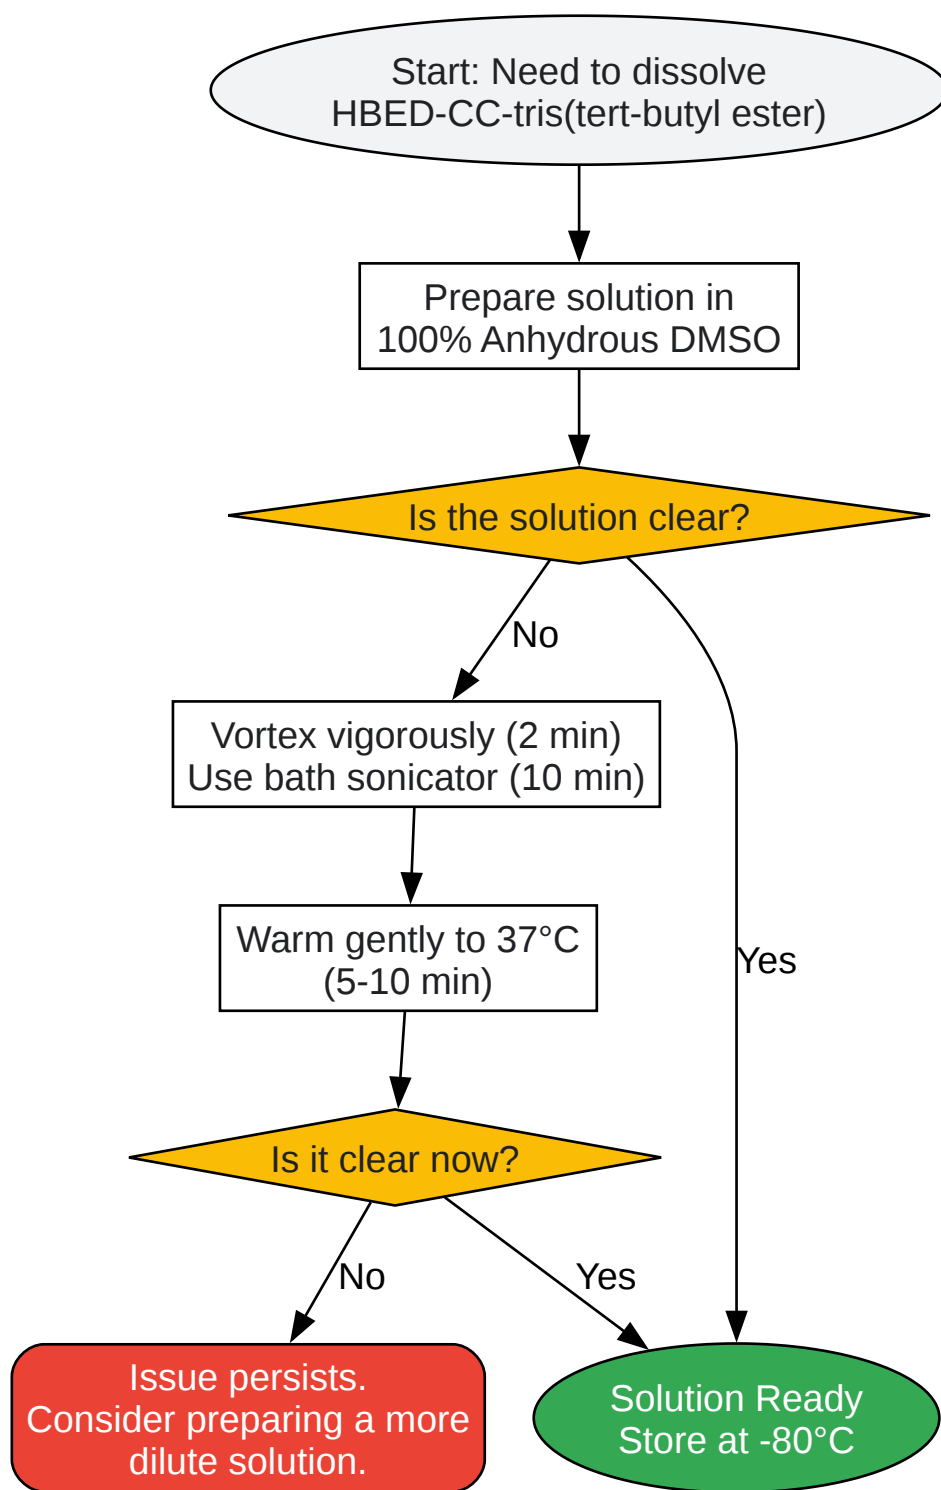 Start: Need to dissolve
HBED-CC-tris(tert-butyl ester)
Prepare solution in
100% Anhydrous DMSO
Is the solution clear?
No
Vortex vigorously (2 min)
Use bath sonicator (10 min)
Warm gently to 37°C
(5-10 min)
Yes
Is it clear now?
No
Yes
Issue persists.
Consider preparing a more
dilute solution.
Solution Ready
Store at -80°C